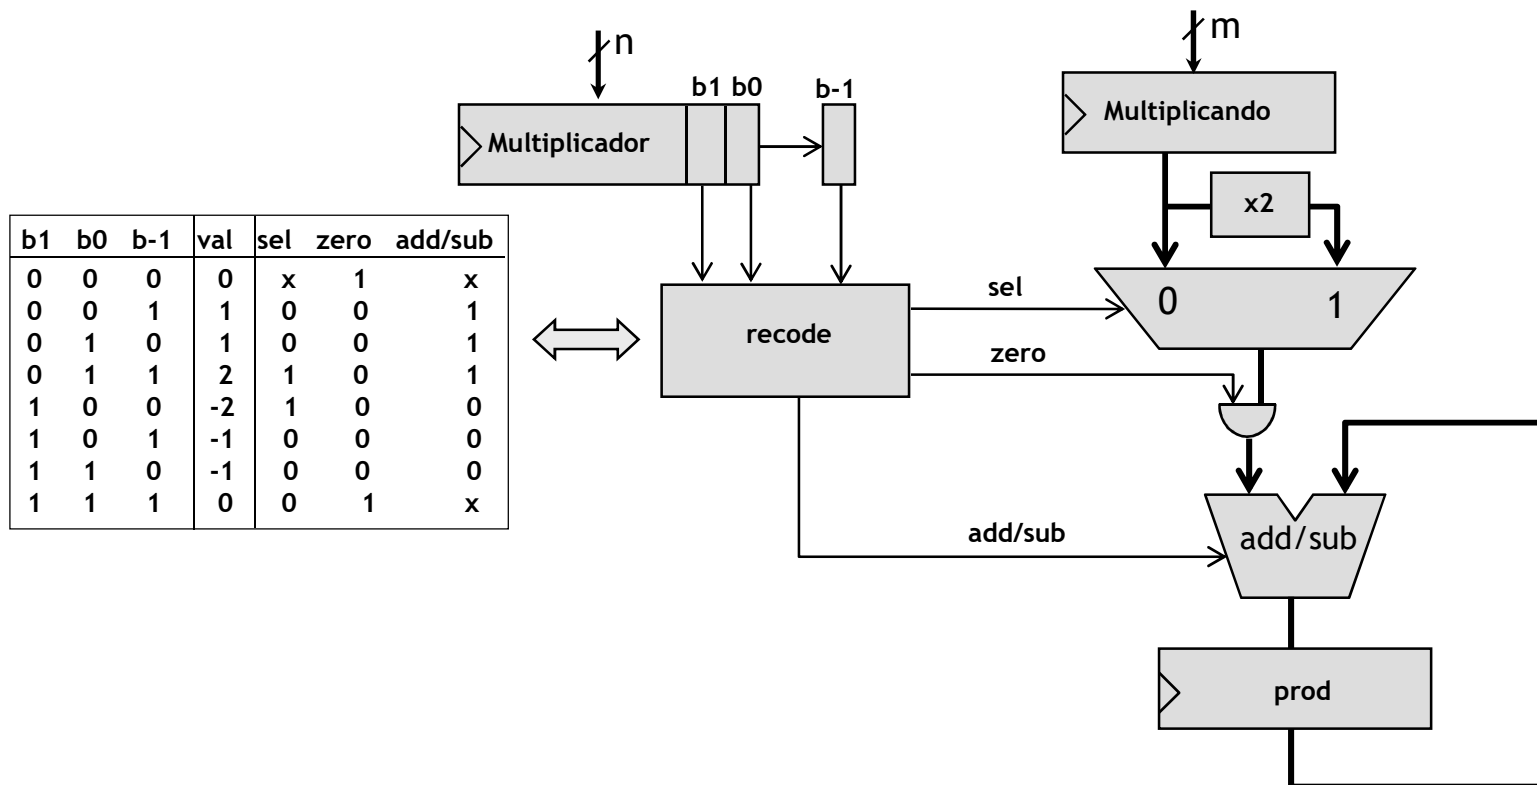 n
m
b1 b0 b-1
Multiplicador
Multiplicando
x2
b1 b0 b-1 val sel zero add/sub
0 0 0 0 x 1 x
0 0 1 1 0 0 1
0 1 0 1 0 0 1
0 1 1 2 1 0 1
1 0 0 -2 1 0 0
1 0 1 -1 0 0 0
1 1 0 -1 0 0 0
1 1 1 0 0 1 x
recode
sel
0 1
zero
add/sub
add/sub
prod